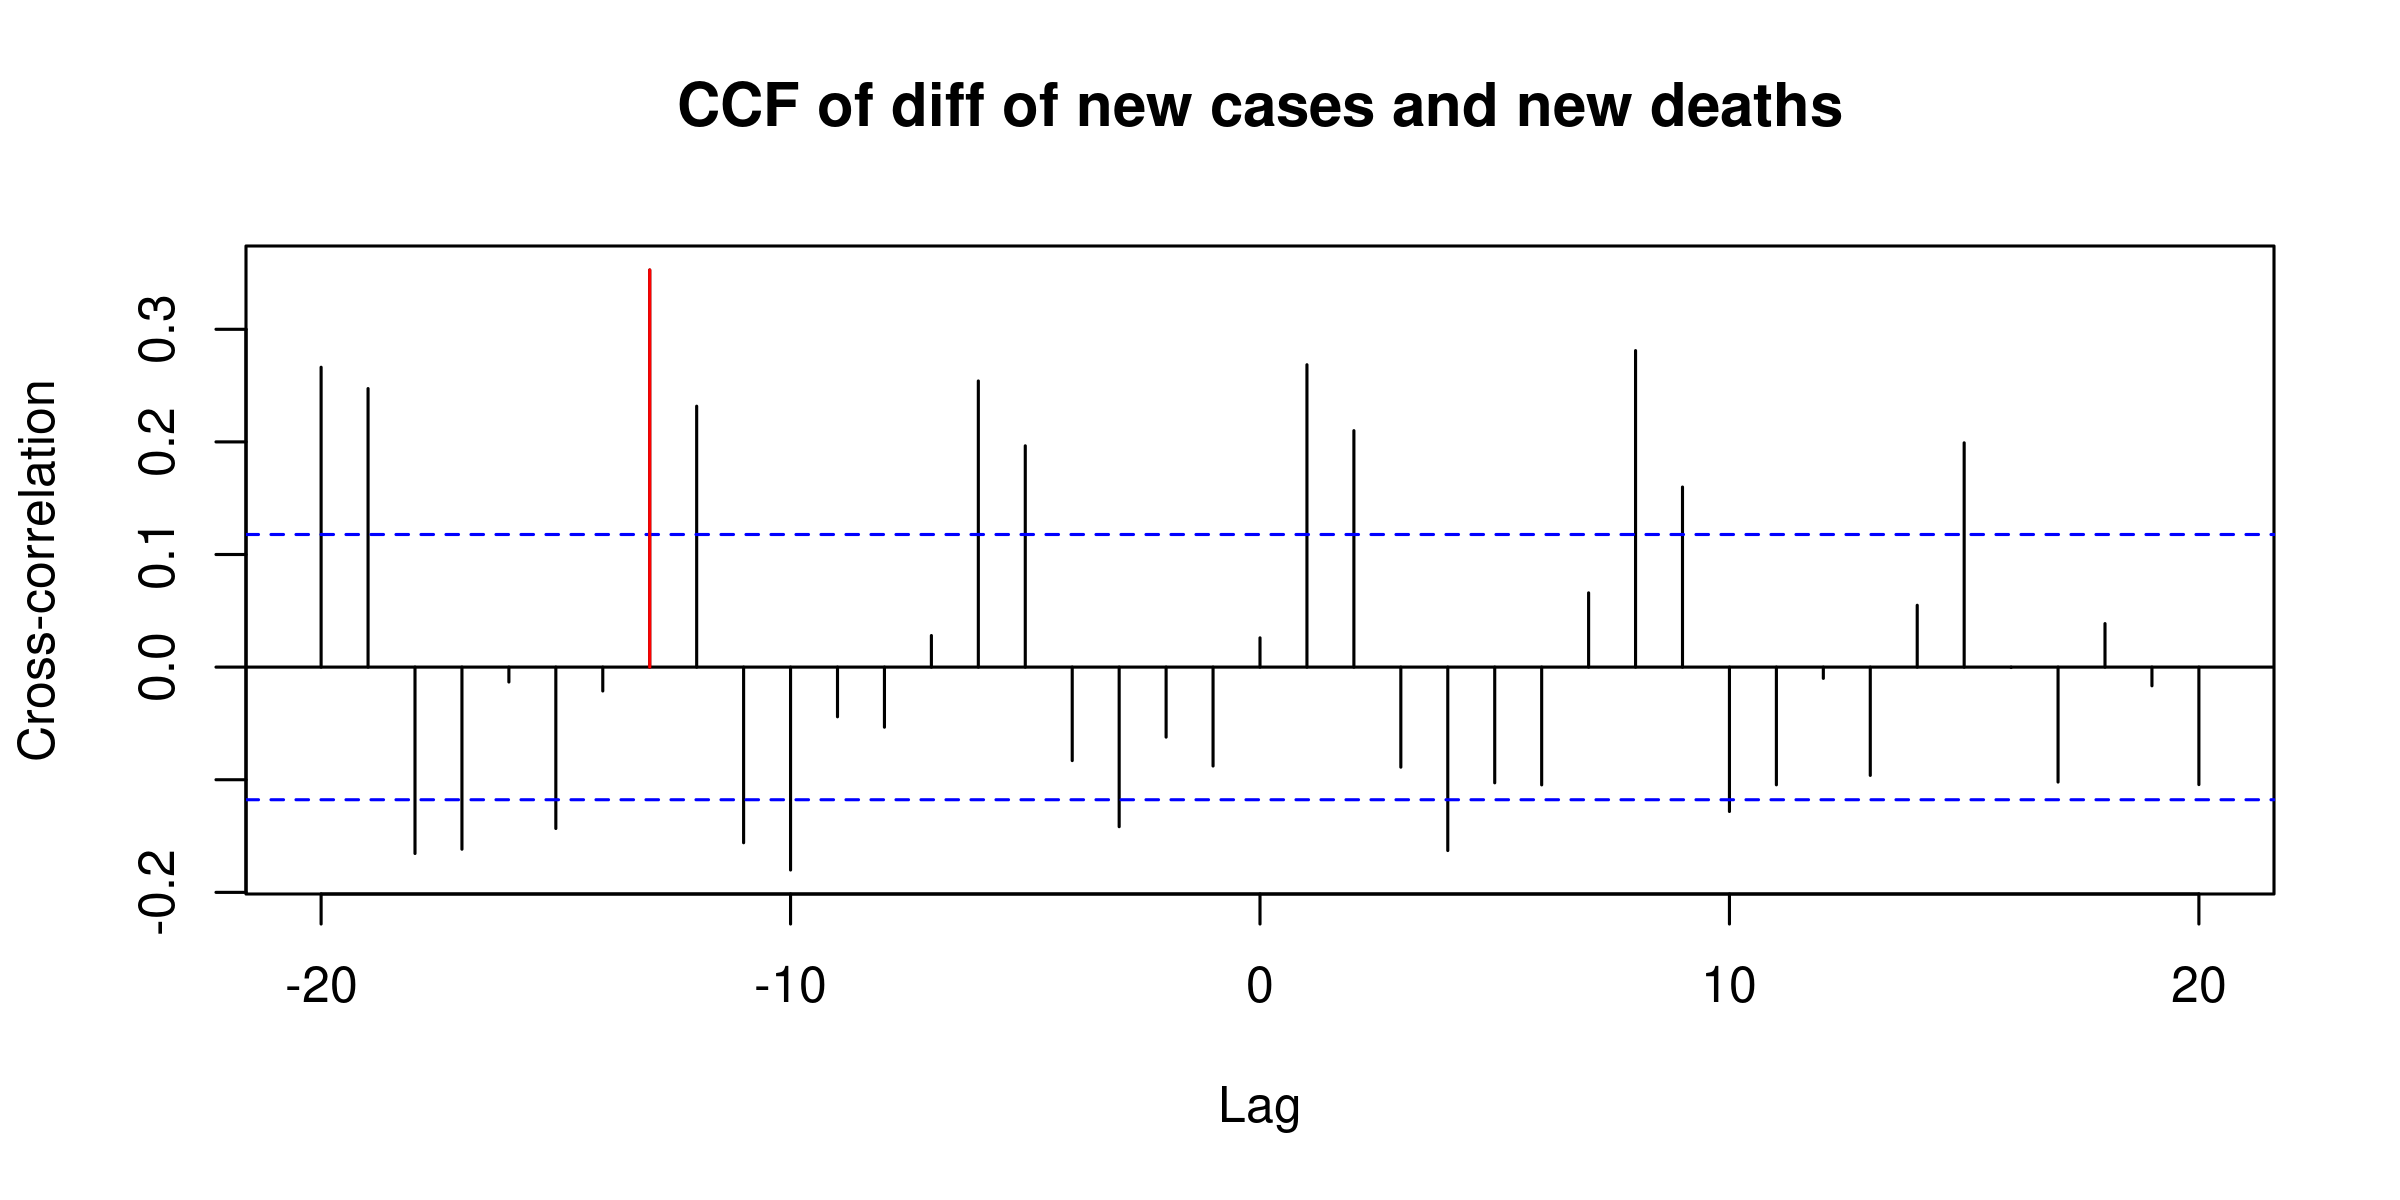 CCF of diff of new cases and new deaths
Cross-correlation
0.3
0.2
0.1
0.0
-0.2
-20 -10 0 10 20
Lag